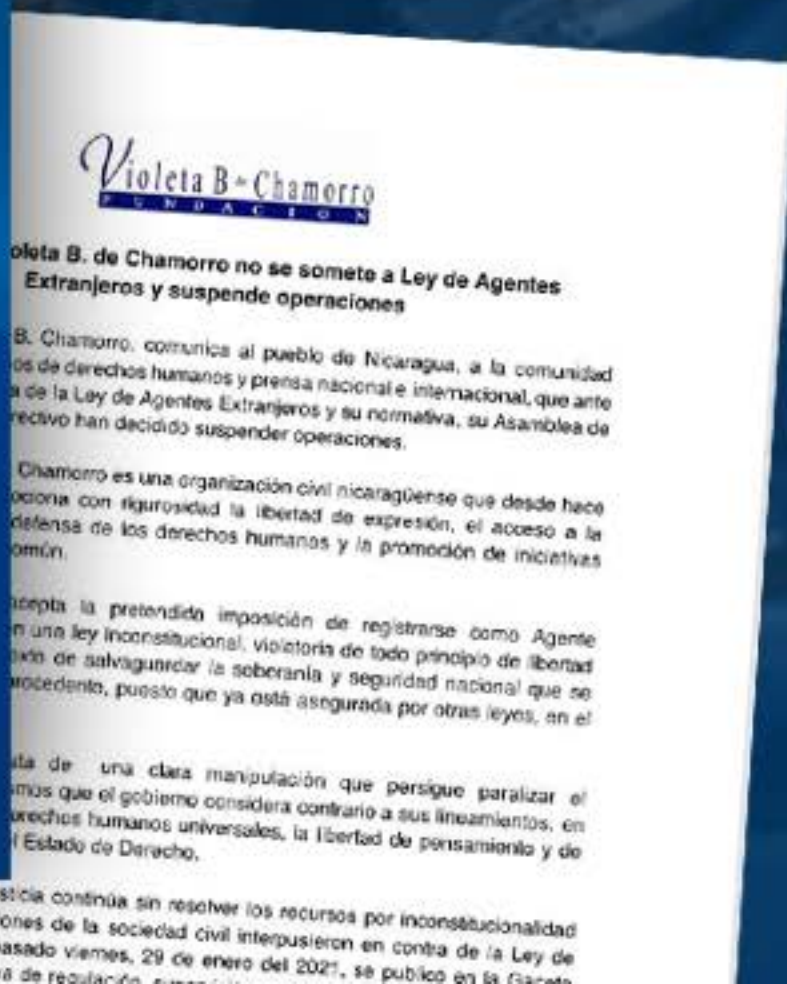 Violeta B de Chamorro
FUNDACION
oleta B. de Chamorro no se somete a Ley de Agentes
Extranjeros y suspende operaciones
B. Chamorro, comunica al pueblo de Nicaragua, a la comunidad
os de derechos humanos y prensa nacional e internacional, que ante
a de la Ley de Agentes Extranjeros y su normativa, su Asamblea de
rectivo han decidido suspender operaciones.
Chamorro es una organización civil nicaragüense que desde hace
ociona con rigurosidad la libertad de expresión, el acceso a la
defensa de los derechos humanos y la promoción de iniciativas
omún.
acepta la pretendida imposición de registrarse como Agente
n una ley inconstitucional, violatoria de todo principio de libertad
exto de salvaguardar la soberanía y seguridad nacional que se
rocedente, puesto que ya está asegurada por otras leyes, en el
ata de una clara manipulación que persigue paralizar el
smos que el gobierno considera contrario a sus lineamientos, en
erechos humanos universales, la libertad de pensamiento y de
l Estado de Derecho,
sticia continúa sin resolver los recursos por inconstitucionalidad
ones de la sociedad civil interpusieron en contra de la Ley de
pasado viernes, 29 de enero del 2021, se publico en la Gaceta
a de regulación,